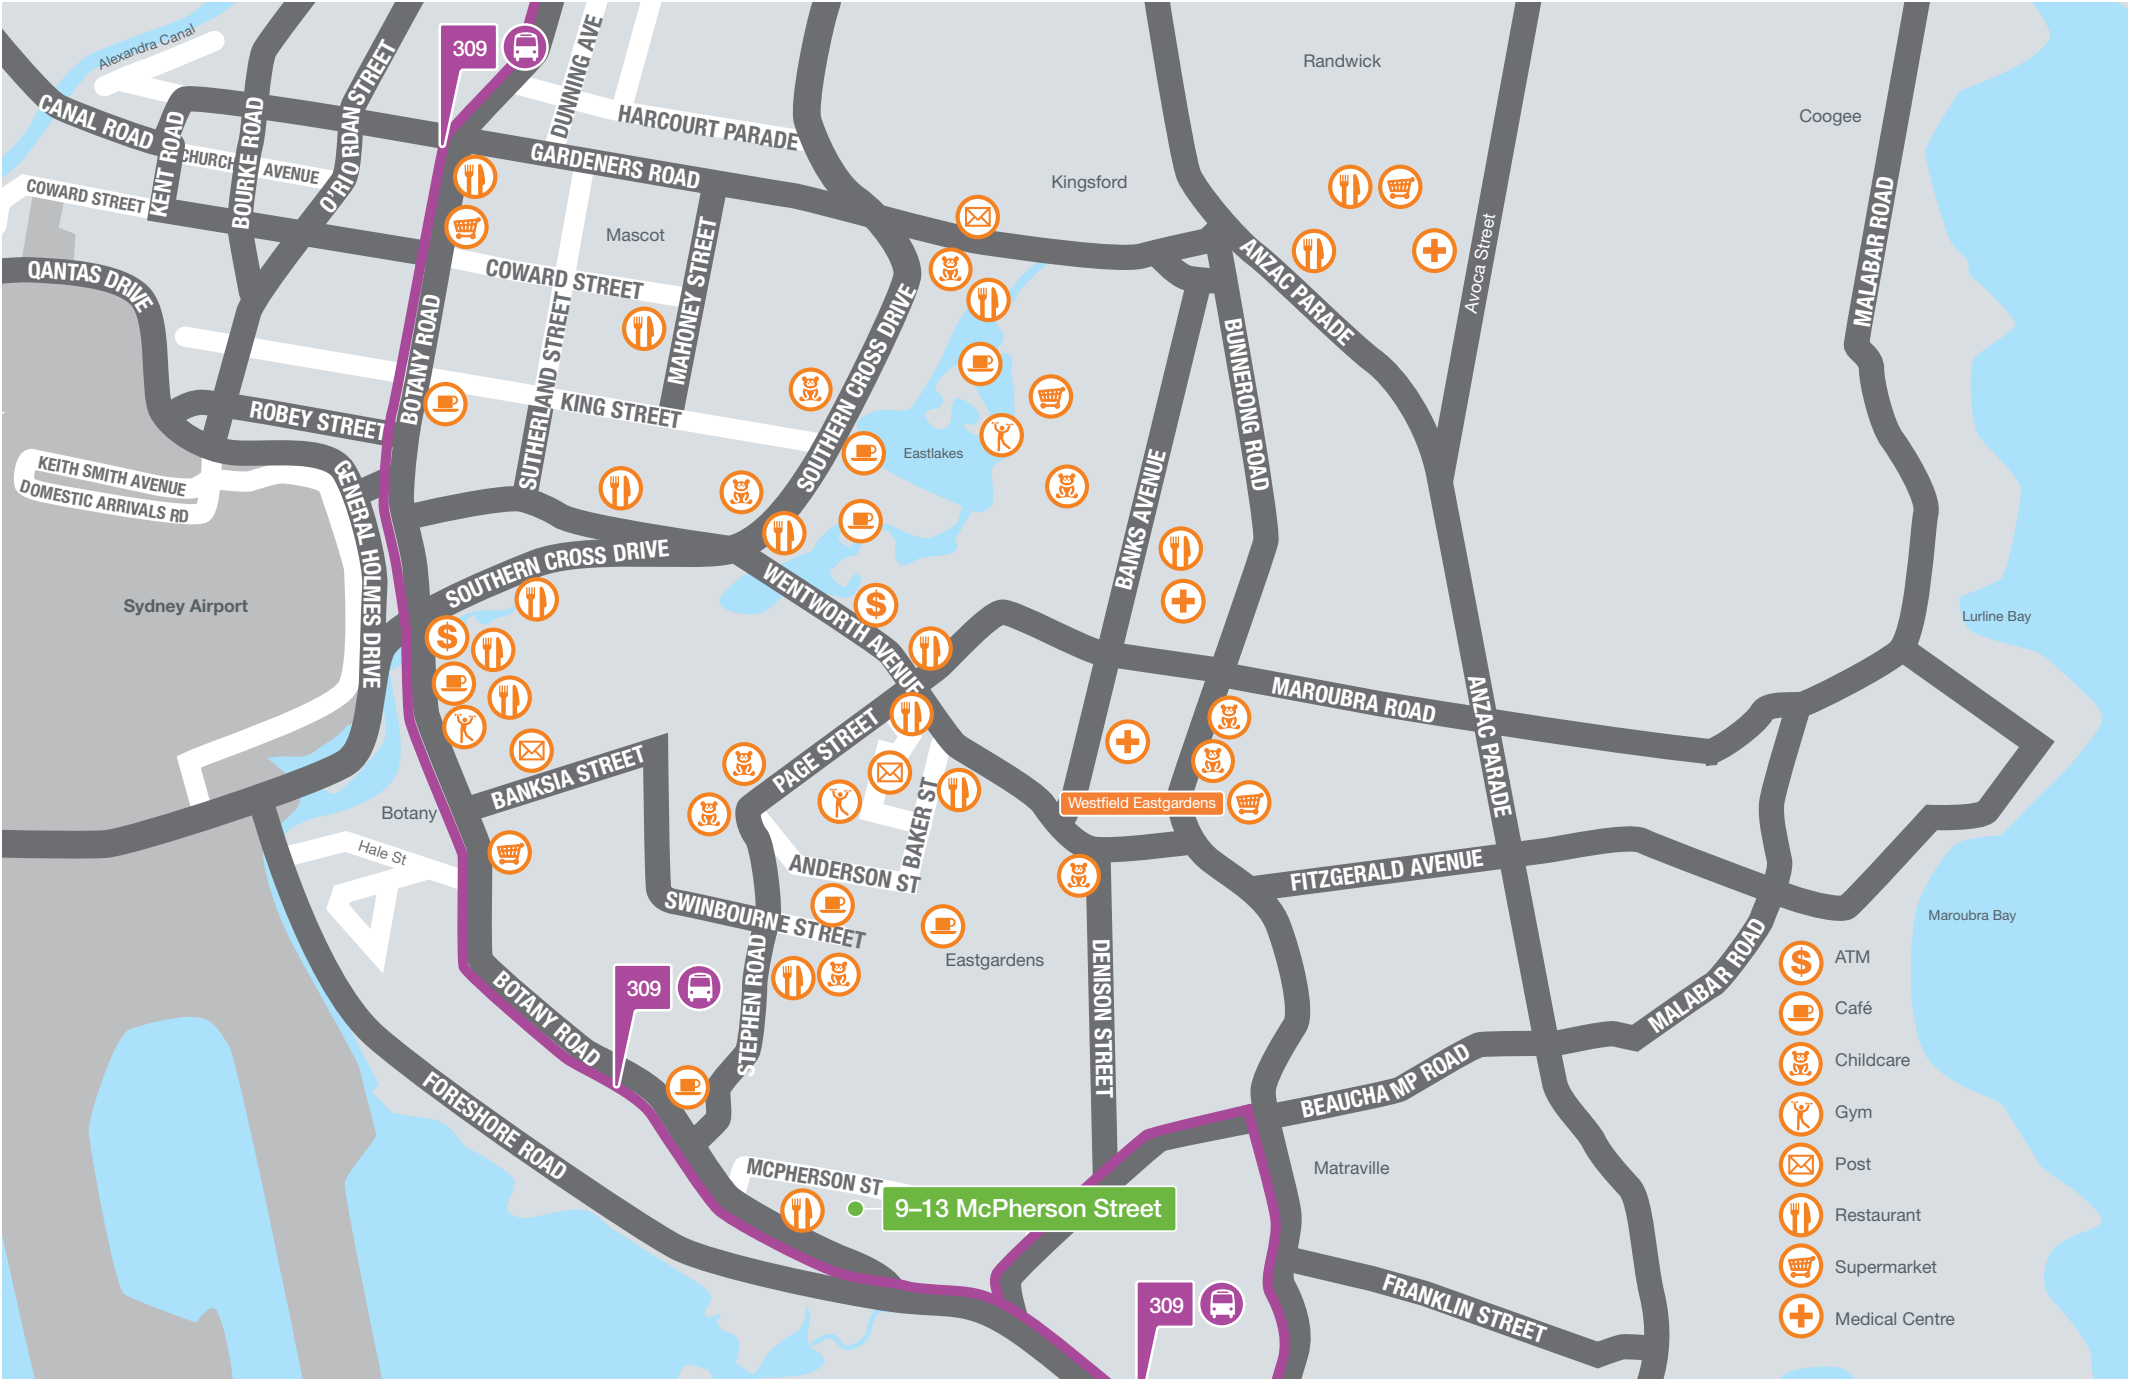 Alexandra Canal
309
DUNNING AVE
Randwick
Coogee
CANAL ROAD
KENT ROAD
BOURKE ROAD
O'RIO RDAN STREET
HARCOURT PARADE
CHURCH AVENUE
GARDENERS ROAD
COWARD STREET
Kingsford
Mascot
MAHONEY STREET
ANZAC PARADE
Avoca Street
MALABAR ROAD
QANTAS DRIVE
COWARD STREET
BOTANY ROAD
SUTHERLAND STREET
SOUTHERN CROSS DRIVE
BUNNERONG ROAD
ROBEY STREET
KING STREET
Eastlakes
BANKS AVENUE
KEITH SMITH AVENUE
DOMESTIC ARRIVALS RD
GENERAL HOLMES DRIVE
SOUTHERN CROSS DRIVE
WENTWORTH AVENUE
Sydney Airport
Lurline Bay
MAROUBRA ROAD
ANZAC PARADE
PAGE STREET
BANKSIA STREET
Botany
Westfield Eastgardens
BAKER ST
Hale St
ANDERSON ST
FITZGERALD AVENUE
SWINBOURNE STREET
Maroubra Bay
STEPHEN ROAD
Eastgardens
DENISON STREET
MALABAR ROAD
309
BOTANY ROAD
FORESHORE ROAD
BEAUCHA MP ROAD
MCPHERSON ST
Matraville
9–13 McPherson Street
309
FRANKLIN STREET
ATM
Café
Childcare
Gym
Post
Restaurant
Supermarket
Medical Centre